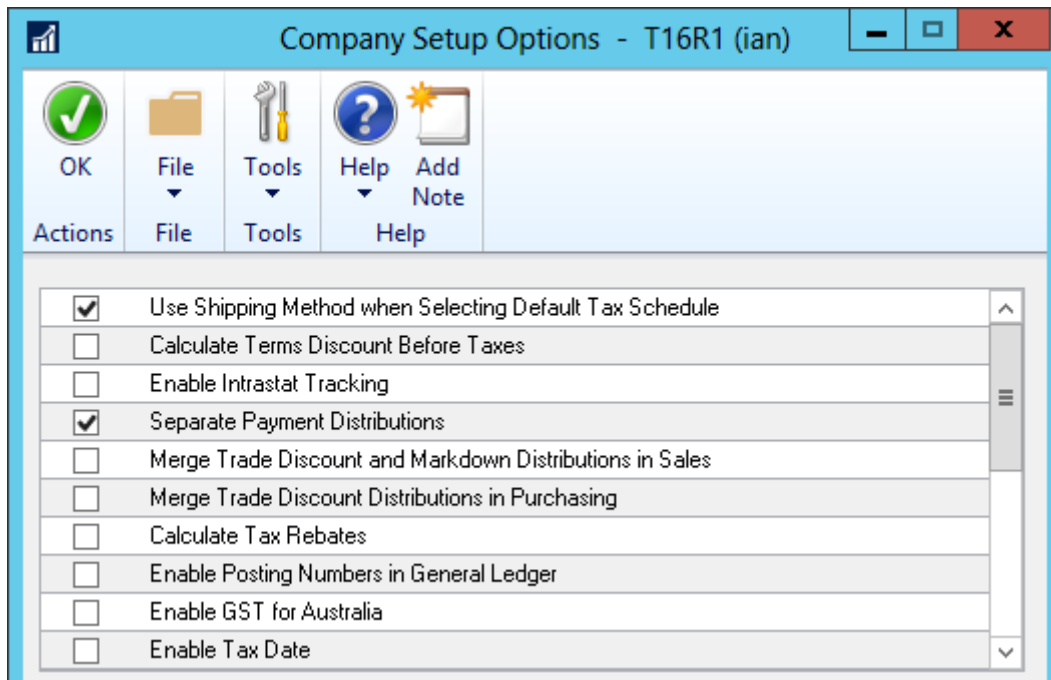 Company Setup Options - T16R1 (ian)
OK
File
Tools
Help
Add
Note
Actions
File
Tools
Help
Use Shipping Method when Selecting Default Tax Schedule
Calculate Terms Discount Before Taxes
Enable Intrastat Tracking
Separate Payment Distributions
Merge Trade Discount and Markdown Distributions in Sales
Merge Trade Discount Distributions in Purchasing
Calculate Tax Rebates
Enable Posting Numbers in General Ledger
Enable GST for Australia
Enable Tax Date